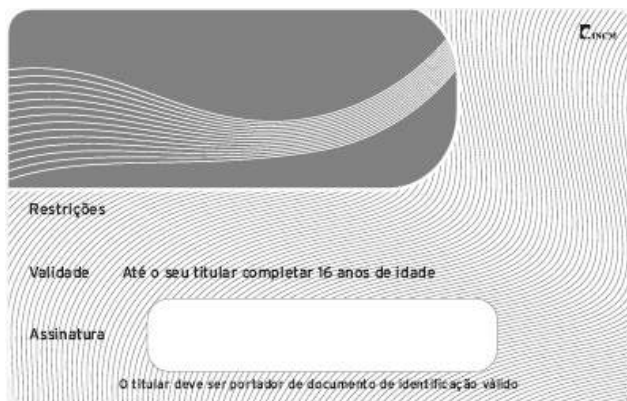 INCM
Restrições
Validade Até o seu titular completar 16 anos de idade
Assinatura
O titular deve ser portador de documento de identificação válido